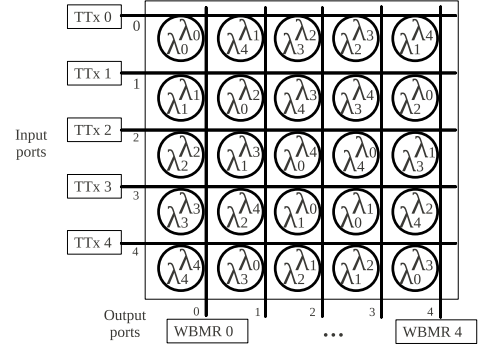 TTx 0
0
λ0 λ1 λ2 λ3 λ4
λ0 λ4 λ3 λ2 λ1
TTx 1
1
λ1 λ2 λ3 λ4 λ0
λ1 λ0 λ4 λ3 λ2
Input
ports
TTx 2
2
λ2 λ3 λ4 λ0 λ1
λ2 λ1 λ0 λ4 λ3
TTx 3
3
λ3 λ4 λ0 λ1 λ2
λ3 λ2 λ1 λ0 λ4
TTx 4
4
λ4 λ0 λ1 λ2 λ3
λ4 λ3 λ2 λ1 λ0
Output
ports
0 1 2 3 4
WBMR 0 ... WBMR 4